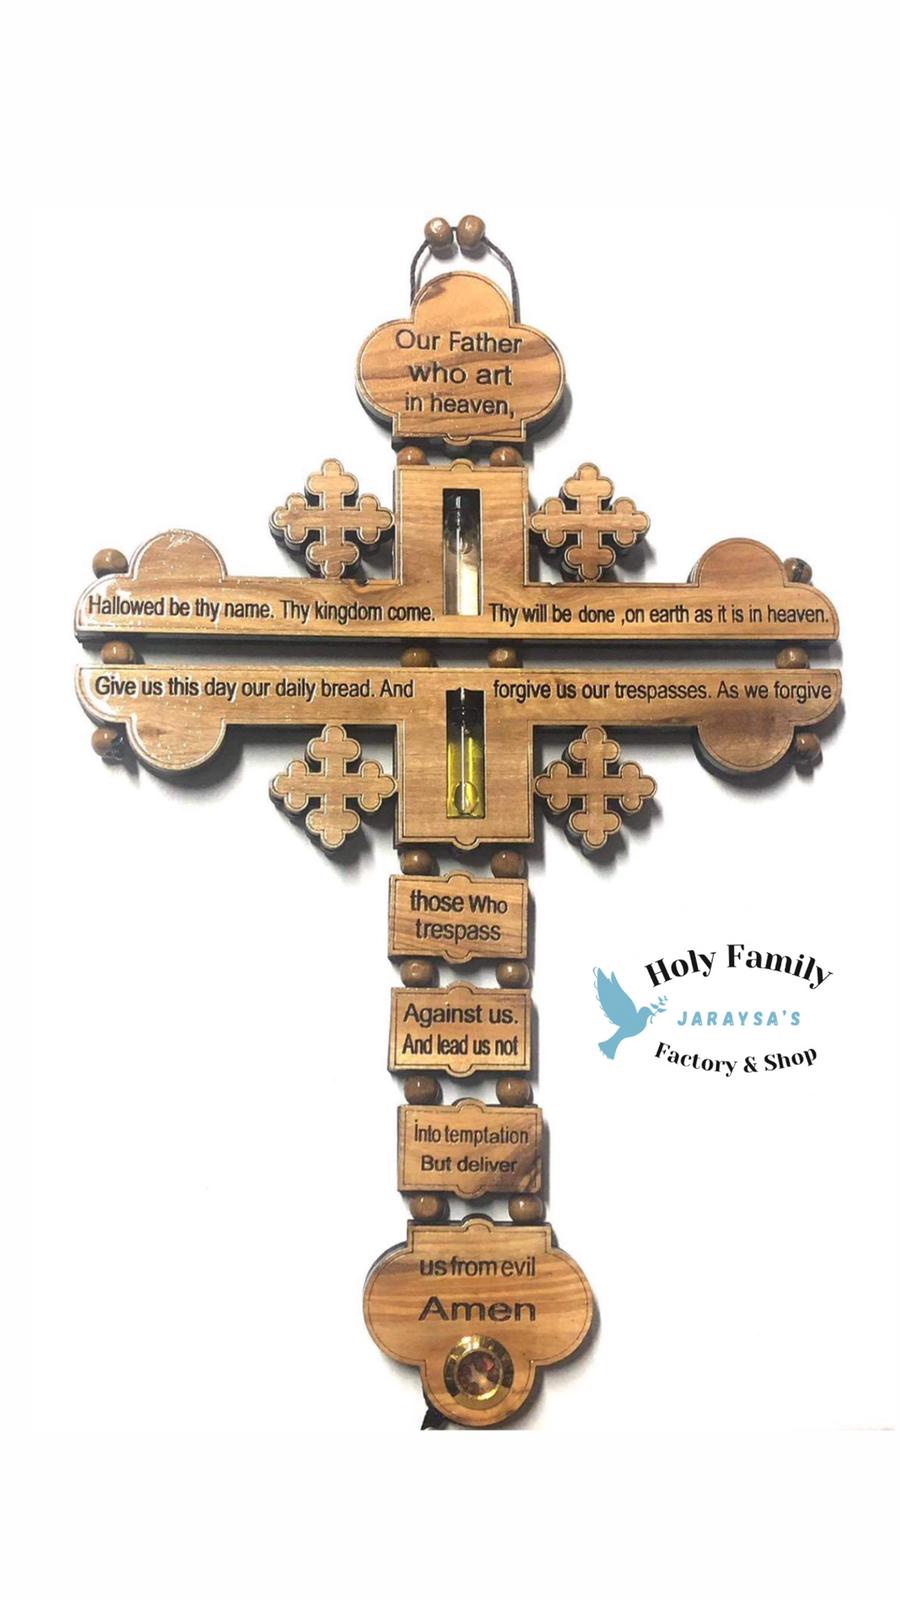 Our Father
who art
in heaven,
Hallowed be thy name. Thy kingdom come. Thy will be done ,on earth as it is in heaven.
Give us this day our daily bread. And forgive us our trespasses. As we forgive
those Who
trespass
Against us.
And lead us not
into temptation
But deliver
us from evil
Amen
Holy Family
JARAYSA'S
Factory & Shop